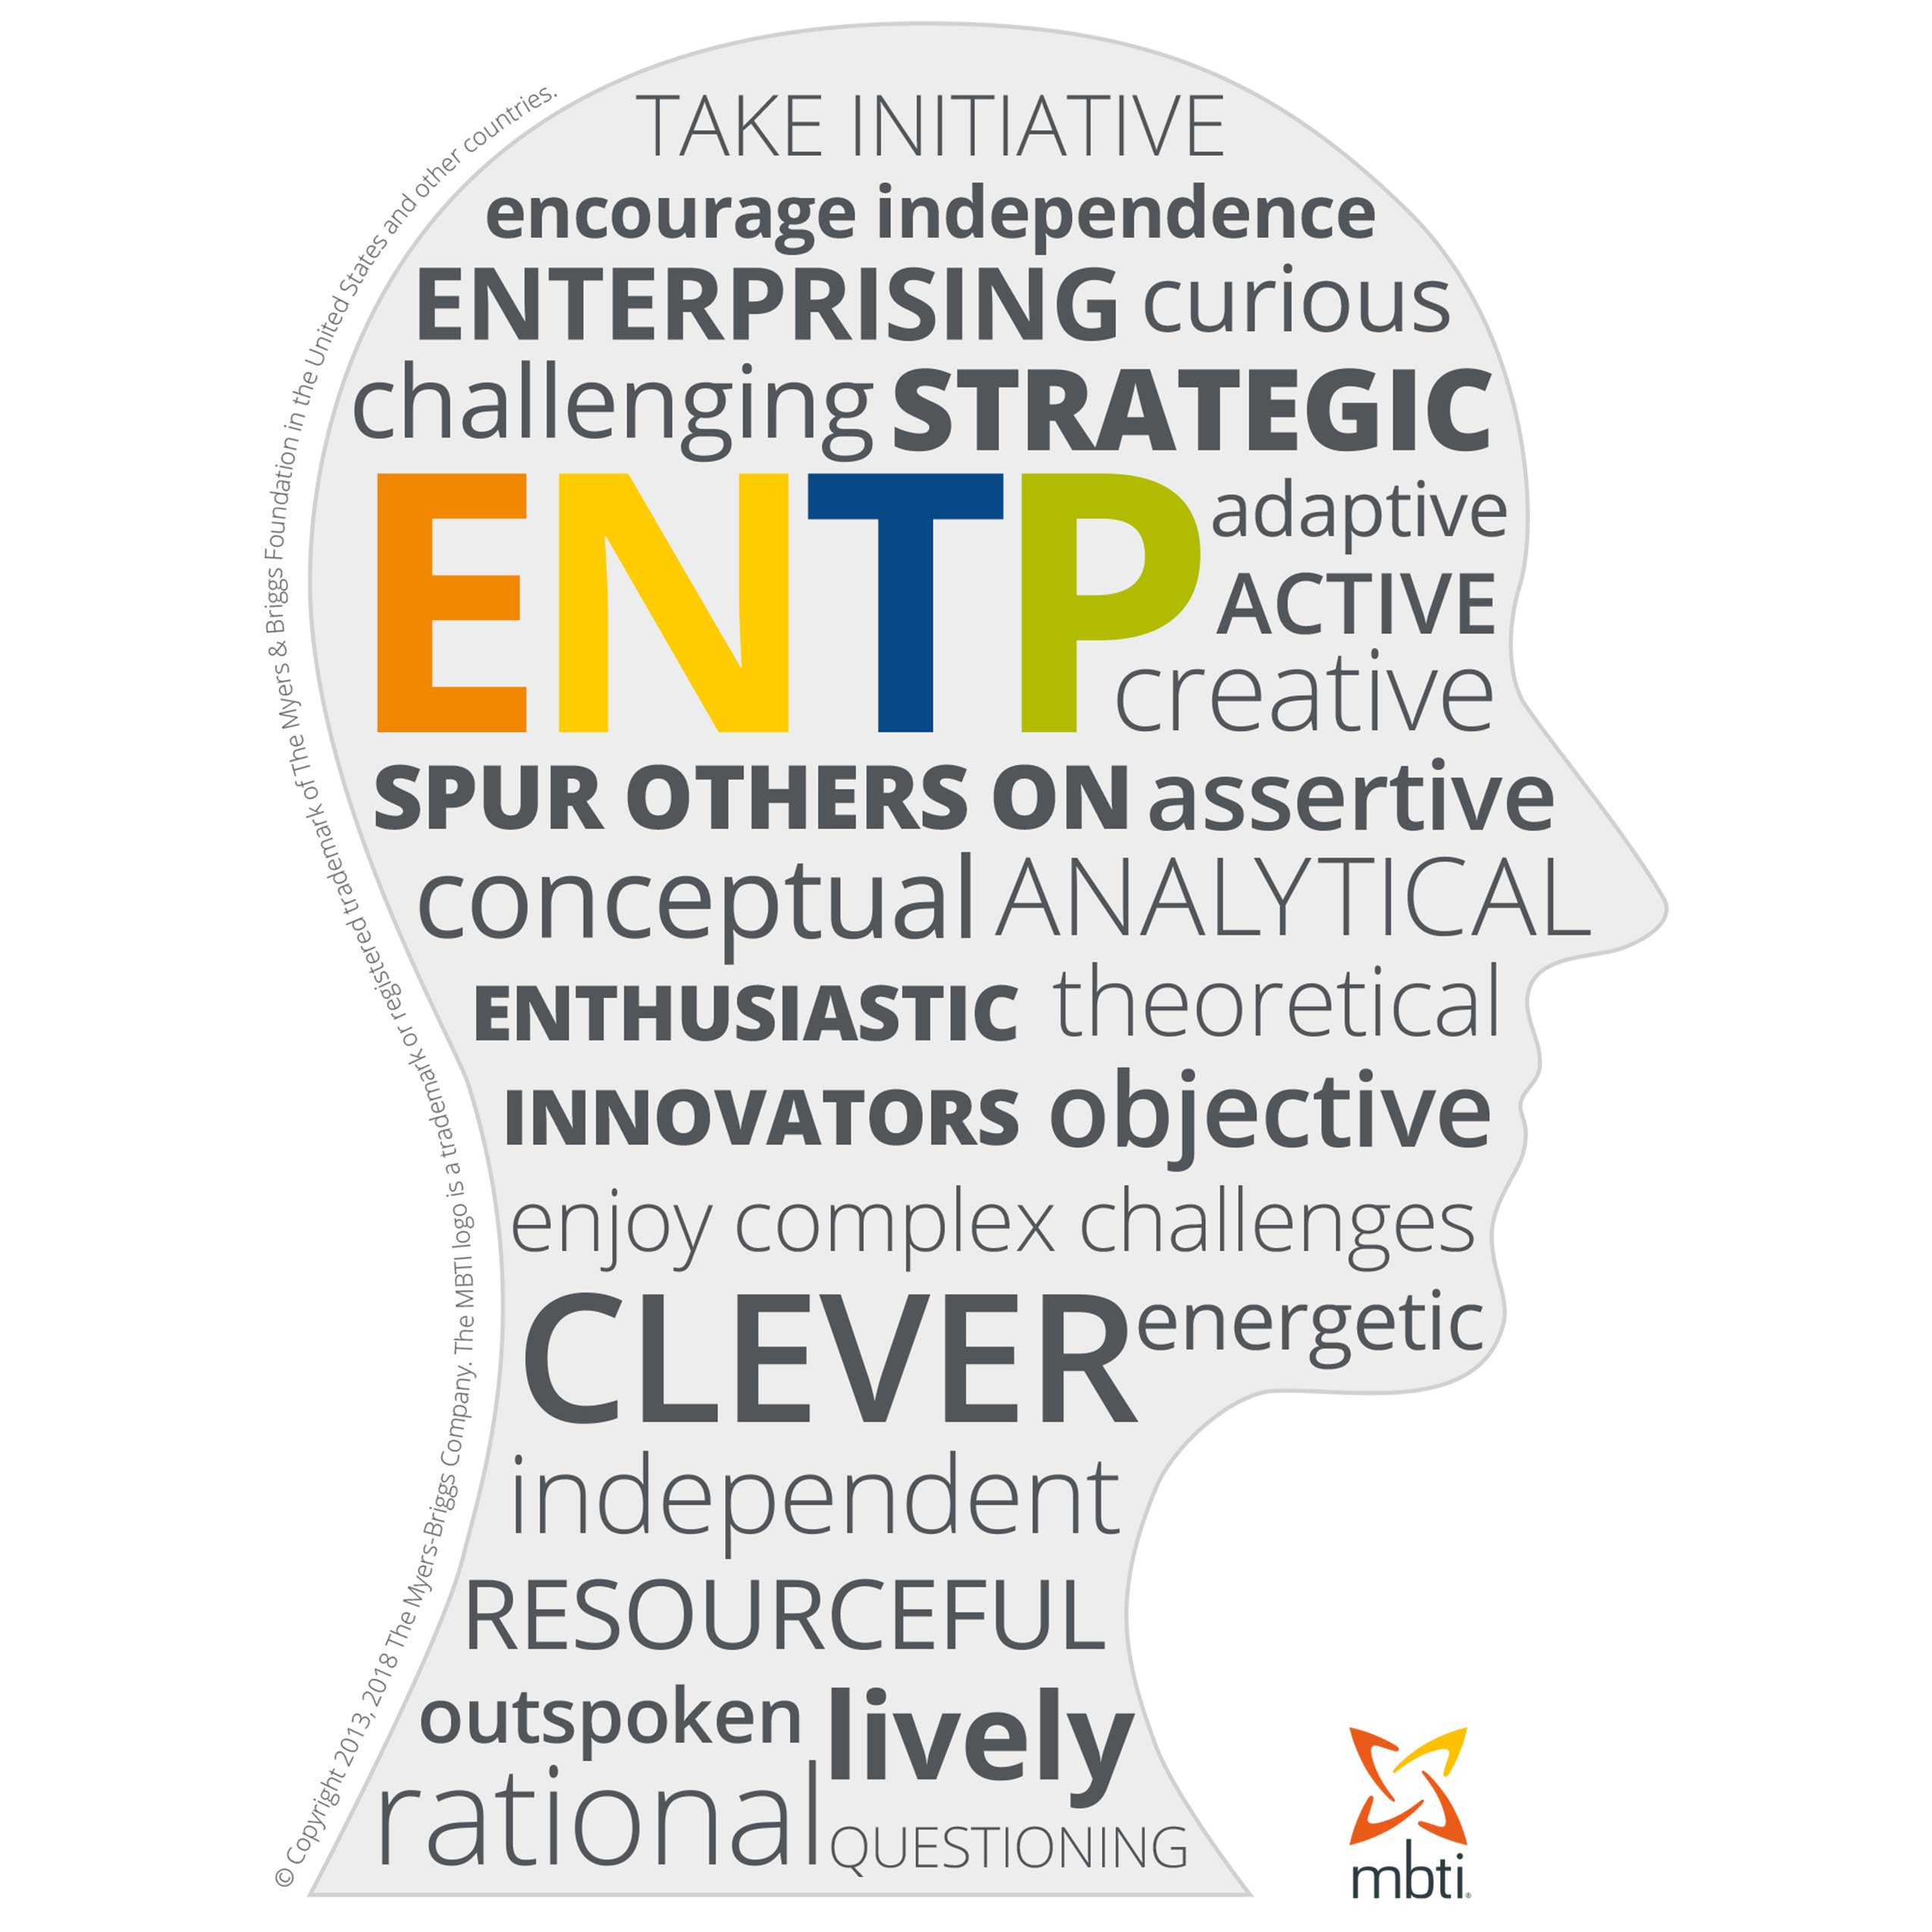 TAKE INITIATIVE
encourage independence
ENTERPRISING curious
challenging STRATEGIC
ENTP adaptive
ACTIVE
creative
SPUR OTHERS ON assertive
conceptual ANALYTICAL
ENTHUSIASTIC theoretical
INNOVATORS objective
enjoy complex challenges
CLEVER energetic
independent
RESOURCEFUL
outspoken lively
rational QUESTIONING
© Copyright 2013, 2018 The Myers-Briggs Company. The MBTI logo is a trademark or registered trademark of The Myers & Briggs Foundation in the United States and other countries.
mbti®